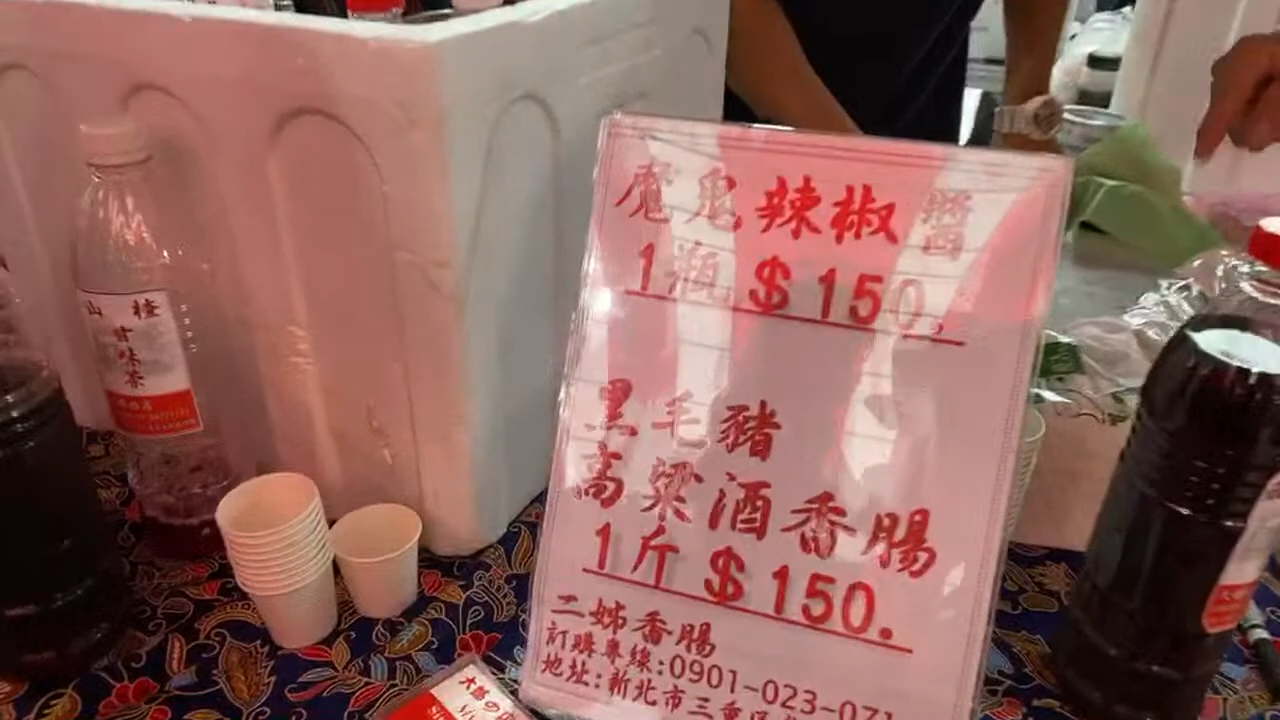 魔鬼辣椒醬
1瓶$150.
黑毛豬
高粱酒香腸
1斤$150.
二姊香腸
訂購專線:0901-023-071
地址:新北市三重區
山楂
甘味茶